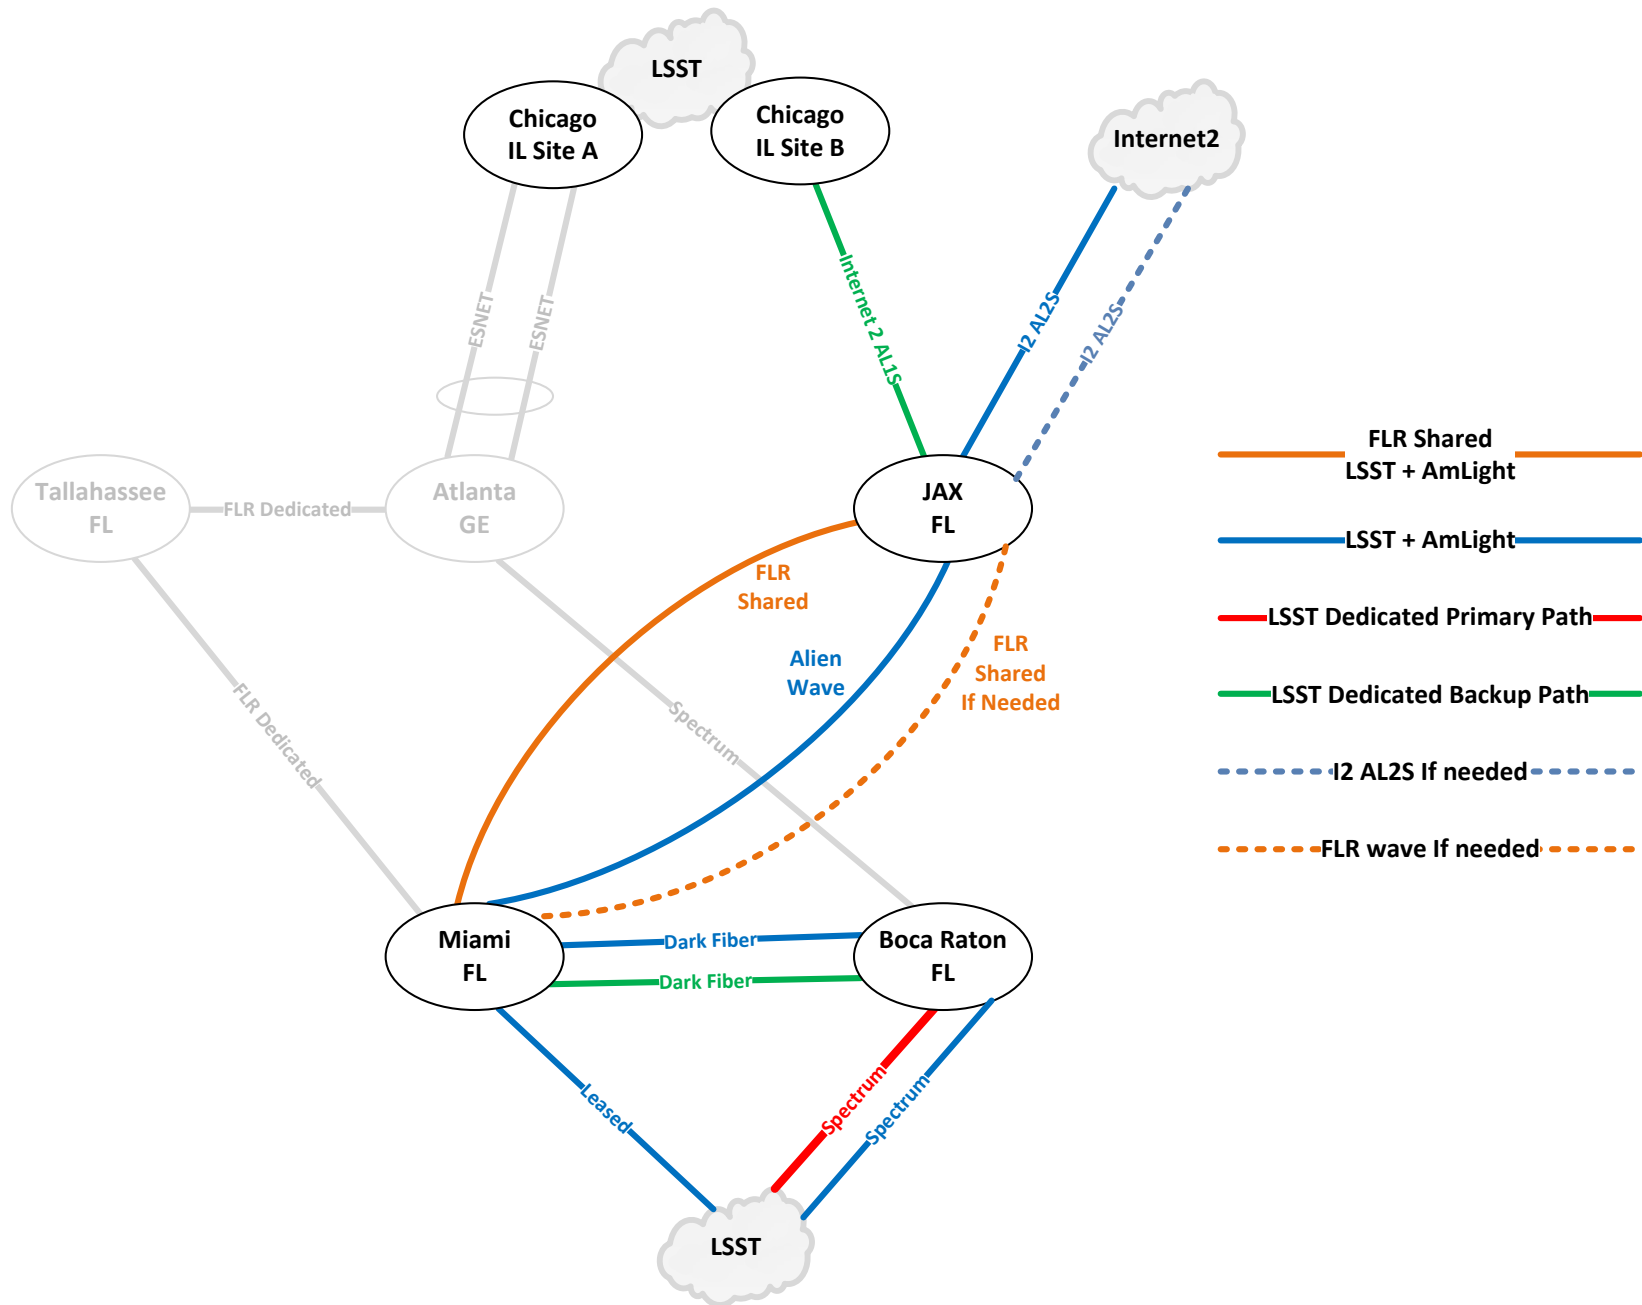 LSST
Chicago
IL Site A
Chicago
IL Site B
Internet2
ESNET
ESNET
Internet 2 AL1S
I2 AL2S
I2 AL2S
Tallahassee
FL
FLR Dedicated
Atlanta
GE
JAX
FL
FLR
Shared
Alien
Wave
FLR
Shared
If Needed
FLR Dedicated
Spectrum
Miami
FL
Dark Fiber
Dark Fiber
Boca Raton
FL
Leased
Spectrum
Spectrum
LSST
FLR Shared
LSST + AmLight
LSST + AmLight
LSST Dedicated Primary Path
LSST Dedicated Backup Path
I2 AL2S If needed
FLR wave If needed